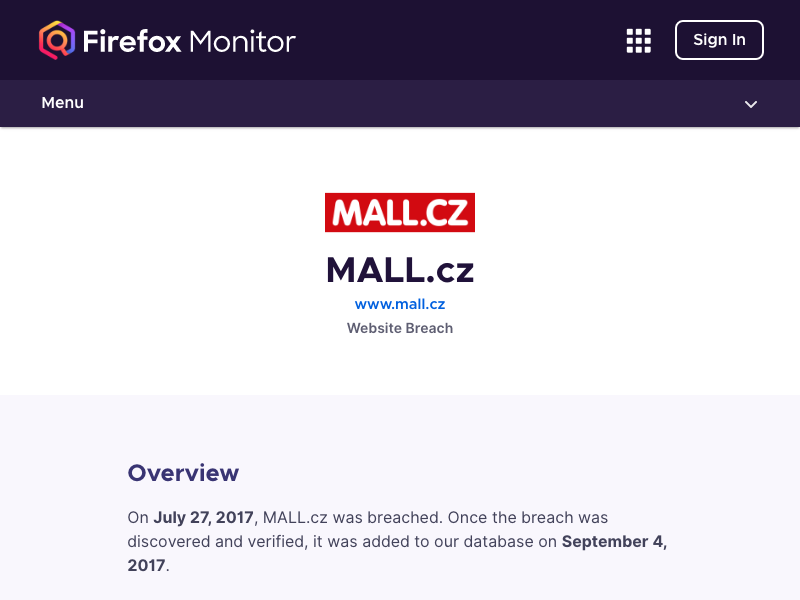 Firefox Monitor
Sign In
Menu
MALL.CZ
MALL.cz
www.mall.cz
Website Breach
Overview
On July 27, 2017, MALL.cz was breached. Once the breach was
discovered and verified, it was added to our database on September 4,
2017.